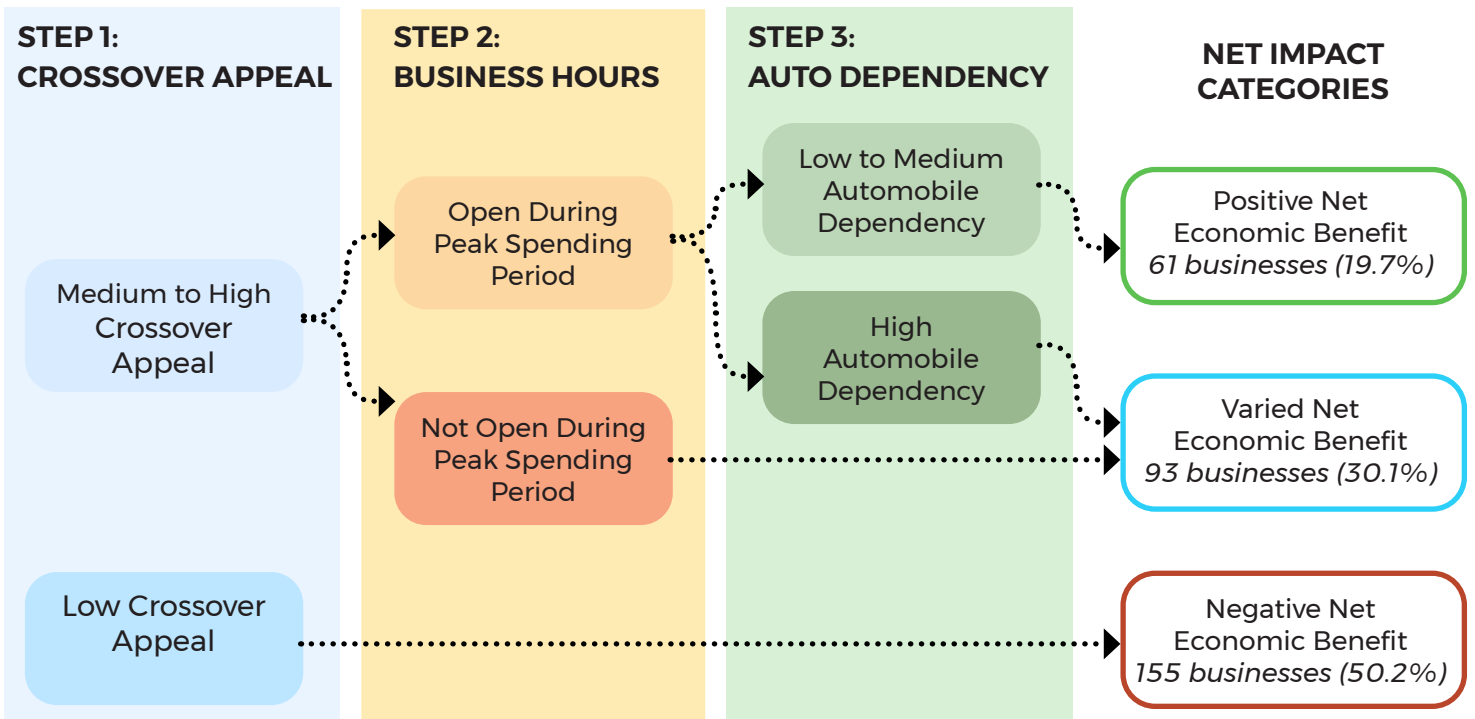 STEP 1:
CROSSOVER APPEAL
Medium to High
Crossover
Appeal
Low Crossover
Appeal
STEP 2:
BUSINESS HOURS
Open During
Peak Spending
Period
Not Open During
Peak Spending
Period
STEP 3:
AUTO DEPENDENCY
Low to Medium
Automobile
Dependency
High
Automobile
Dependency
NET IMPACT
CATEGORIES
Positive Net
Economic Benefit
61 businesses (19.7%)
Varied Net
Economic Benefit
93 businesses (30.1%)
Negative Net
Economic Benefit
155 businesses (50.2%)